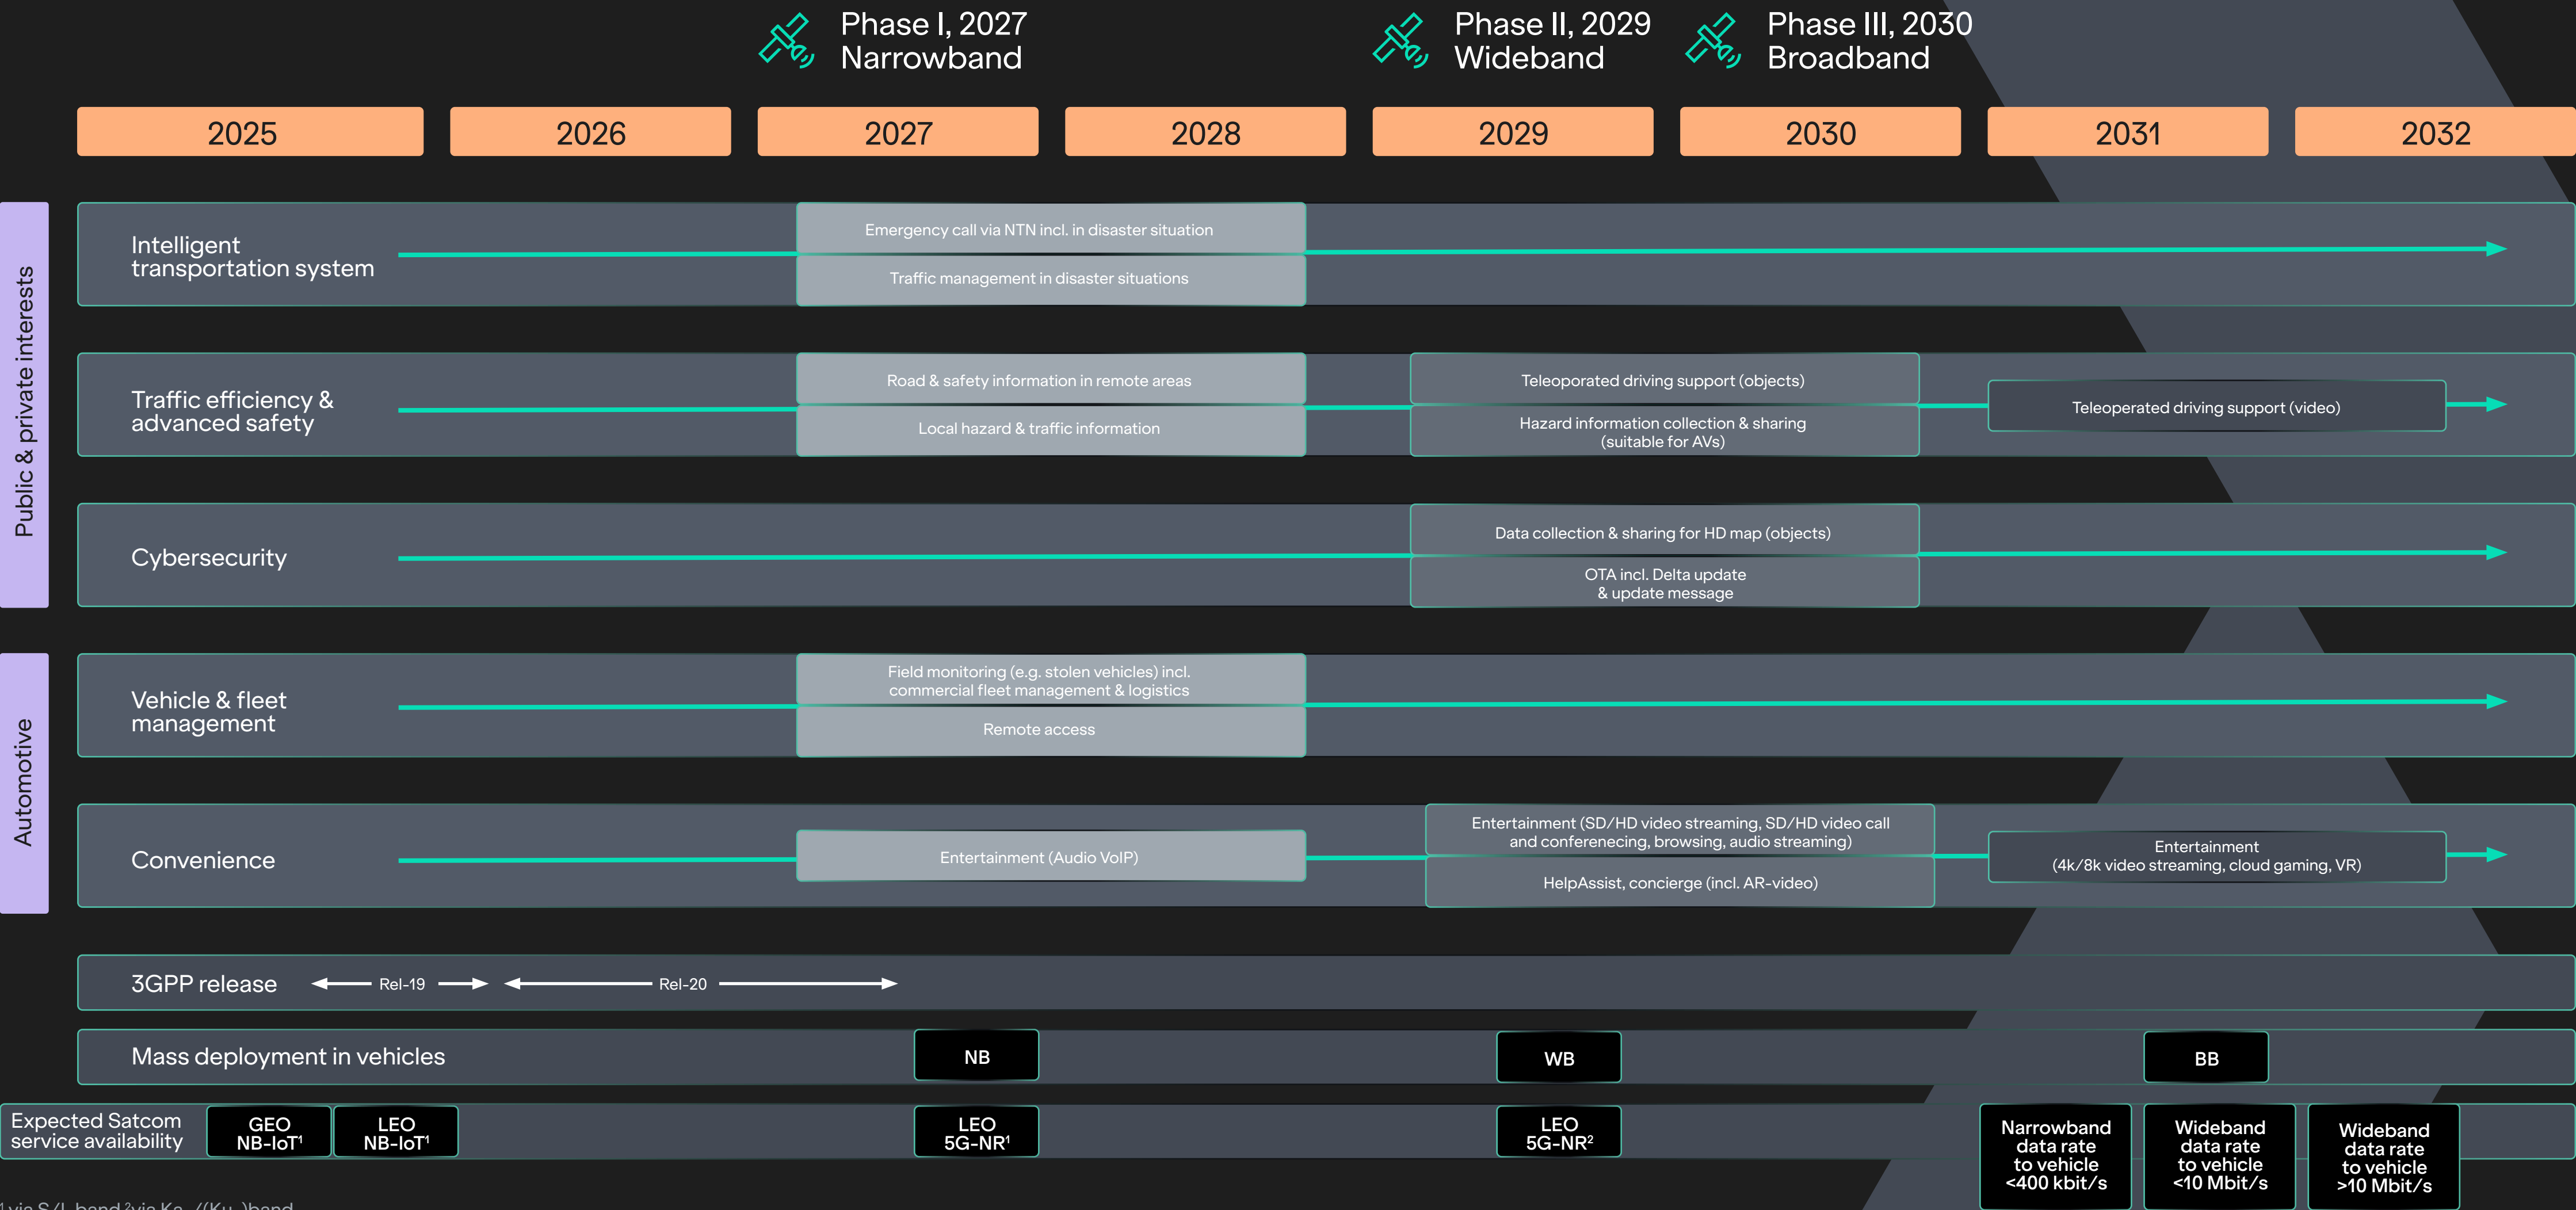 Phase I, 2027
Narrowband
Phase II, 2029
Wideband
Phase III, 2030
Broadband
2025
2026
2027
2028
2029
2030
2031
2032
Public & private interests
Intelligent
transportation system
Emergency call via NTN incl. in disaster situation
Traffic management in disaster situations
Traffic efficiency &
advanced safety
Road & safety information in remote areas
Local hazard & traffic information
Teleoporated driving support (objects)
Hazard information collection & sharing
(suitable for AVs)
Teleoperated driving support (video)
Cybersecurity
Data collection & sharing for HD map (objects)
OTA incl. Delta update
& update message
Automotive
Vehicle & fleet
management
Field monitoring (e.g. stolen vehicles) incl.
commercial fleet management & logistics
Remote access
Convenience
Entertainment (Audio VoIP)
Entertainment (SD/HD video streaming, SD/HD video call
and conferenecing, browsing, audio streaming)
HelpAssist, concierge (incl. AR-video)
Entertainment
(4k/8k video streaming, cloud gaming, VR)
3GPP release
Rel-19
Rel-20
Mass deployment in vehicles
NB
WB
BB
Expected Satcom
service availability
GEO
NB-IoT¹
LEO
NB-IoT¹
LEO
5G-NR¹
LEO
5G-NR²
Narrowband
data rate
to vehicle
<400 kbit/s
Wideband
data rate
to vehicle
<10 Mbit/s
Wideband
data rate
to vehicle
>10 Mbit/s